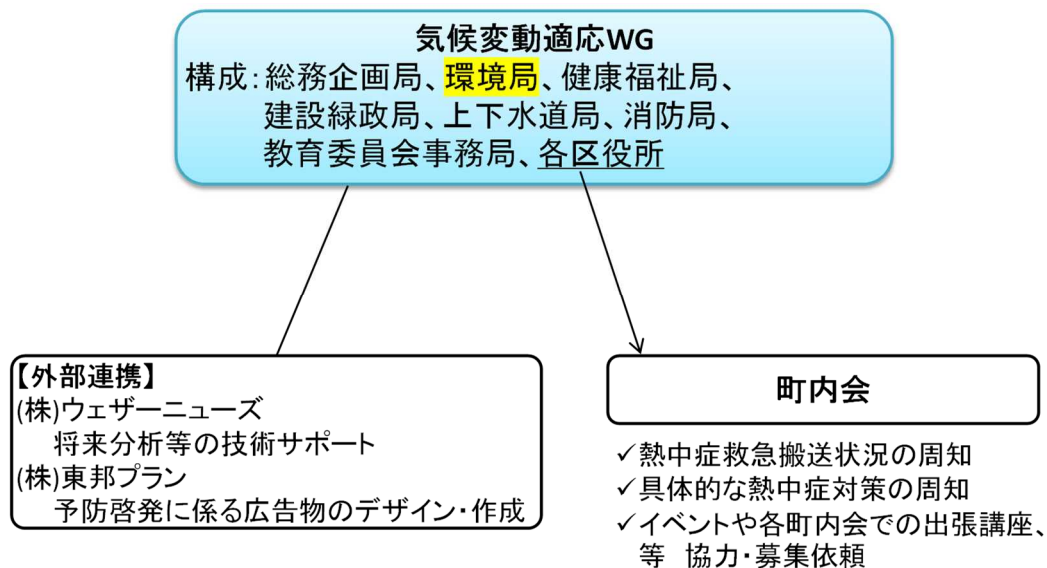 気候変動適応WG
構成:総務企画局、環境局、健康福祉局、
建設緑政局、上下水道局、消防局、
教育委員会事務局、各区役所
【外部連携】
(株)ウェザーニューズ
将来分析等の技術サポート
(株)東邦プラン
予防啓発に係る広告物のデザイン・作成
町内会
✓熱中症救急搬送状況の周知
✓具体的な熱中症対策の周知
✓イベントや各町内会での出張講座、
等 協力・募集依頼